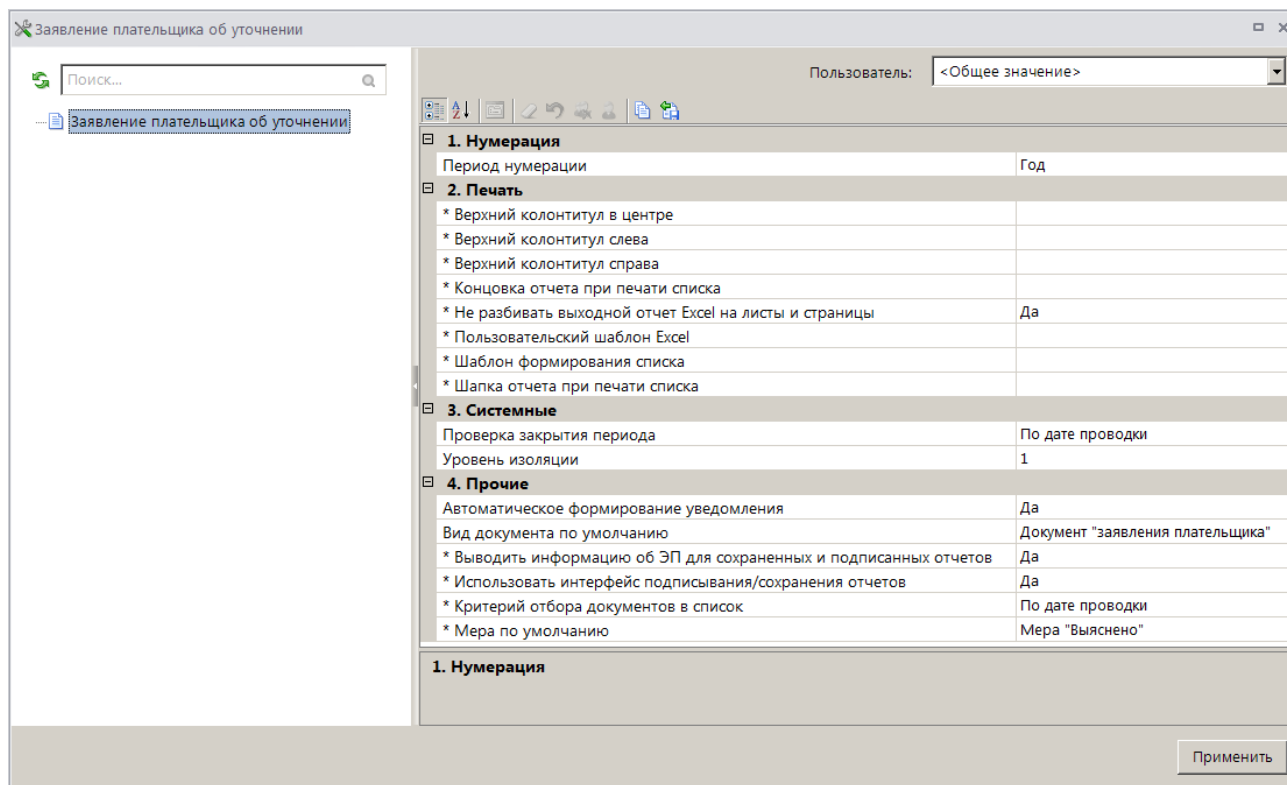 Заявление плательщика об уточнении
Поиск...
Заявление плательщика об уточнении
Пользователь: <Общее значение>
1. Нумерация
Период нумерации Год
2. Печать
* Верхний колонтитул в центре
* Верхний колонтитул слева
* Верхний колонтитул справа
* Концовка отчета при печати списка
* Не разбивать выходной отчет Excel на листы и страницы Да
* Пользовательский шаблон Excel
* Шаблон формирования списка
* Шапка отчета при печати списка
3. Системные
Проверка закрытия периода По дате проводки
Уровень изоляции 1
4. Прочие
Автоматическое формирование уведомления Да
Вид документа по умолчанию Документ "заявления плательщика"
* Выводить информацию об ЭП для сохраненных и подписанных отчетов Да
* Использовать интерфейс подписывания/сохранения отчетов Да
* Критерий отбора документов в список По дате проводки
* Мера по умолчанию Мера "Выяснено"
1. Нумерация
Применить